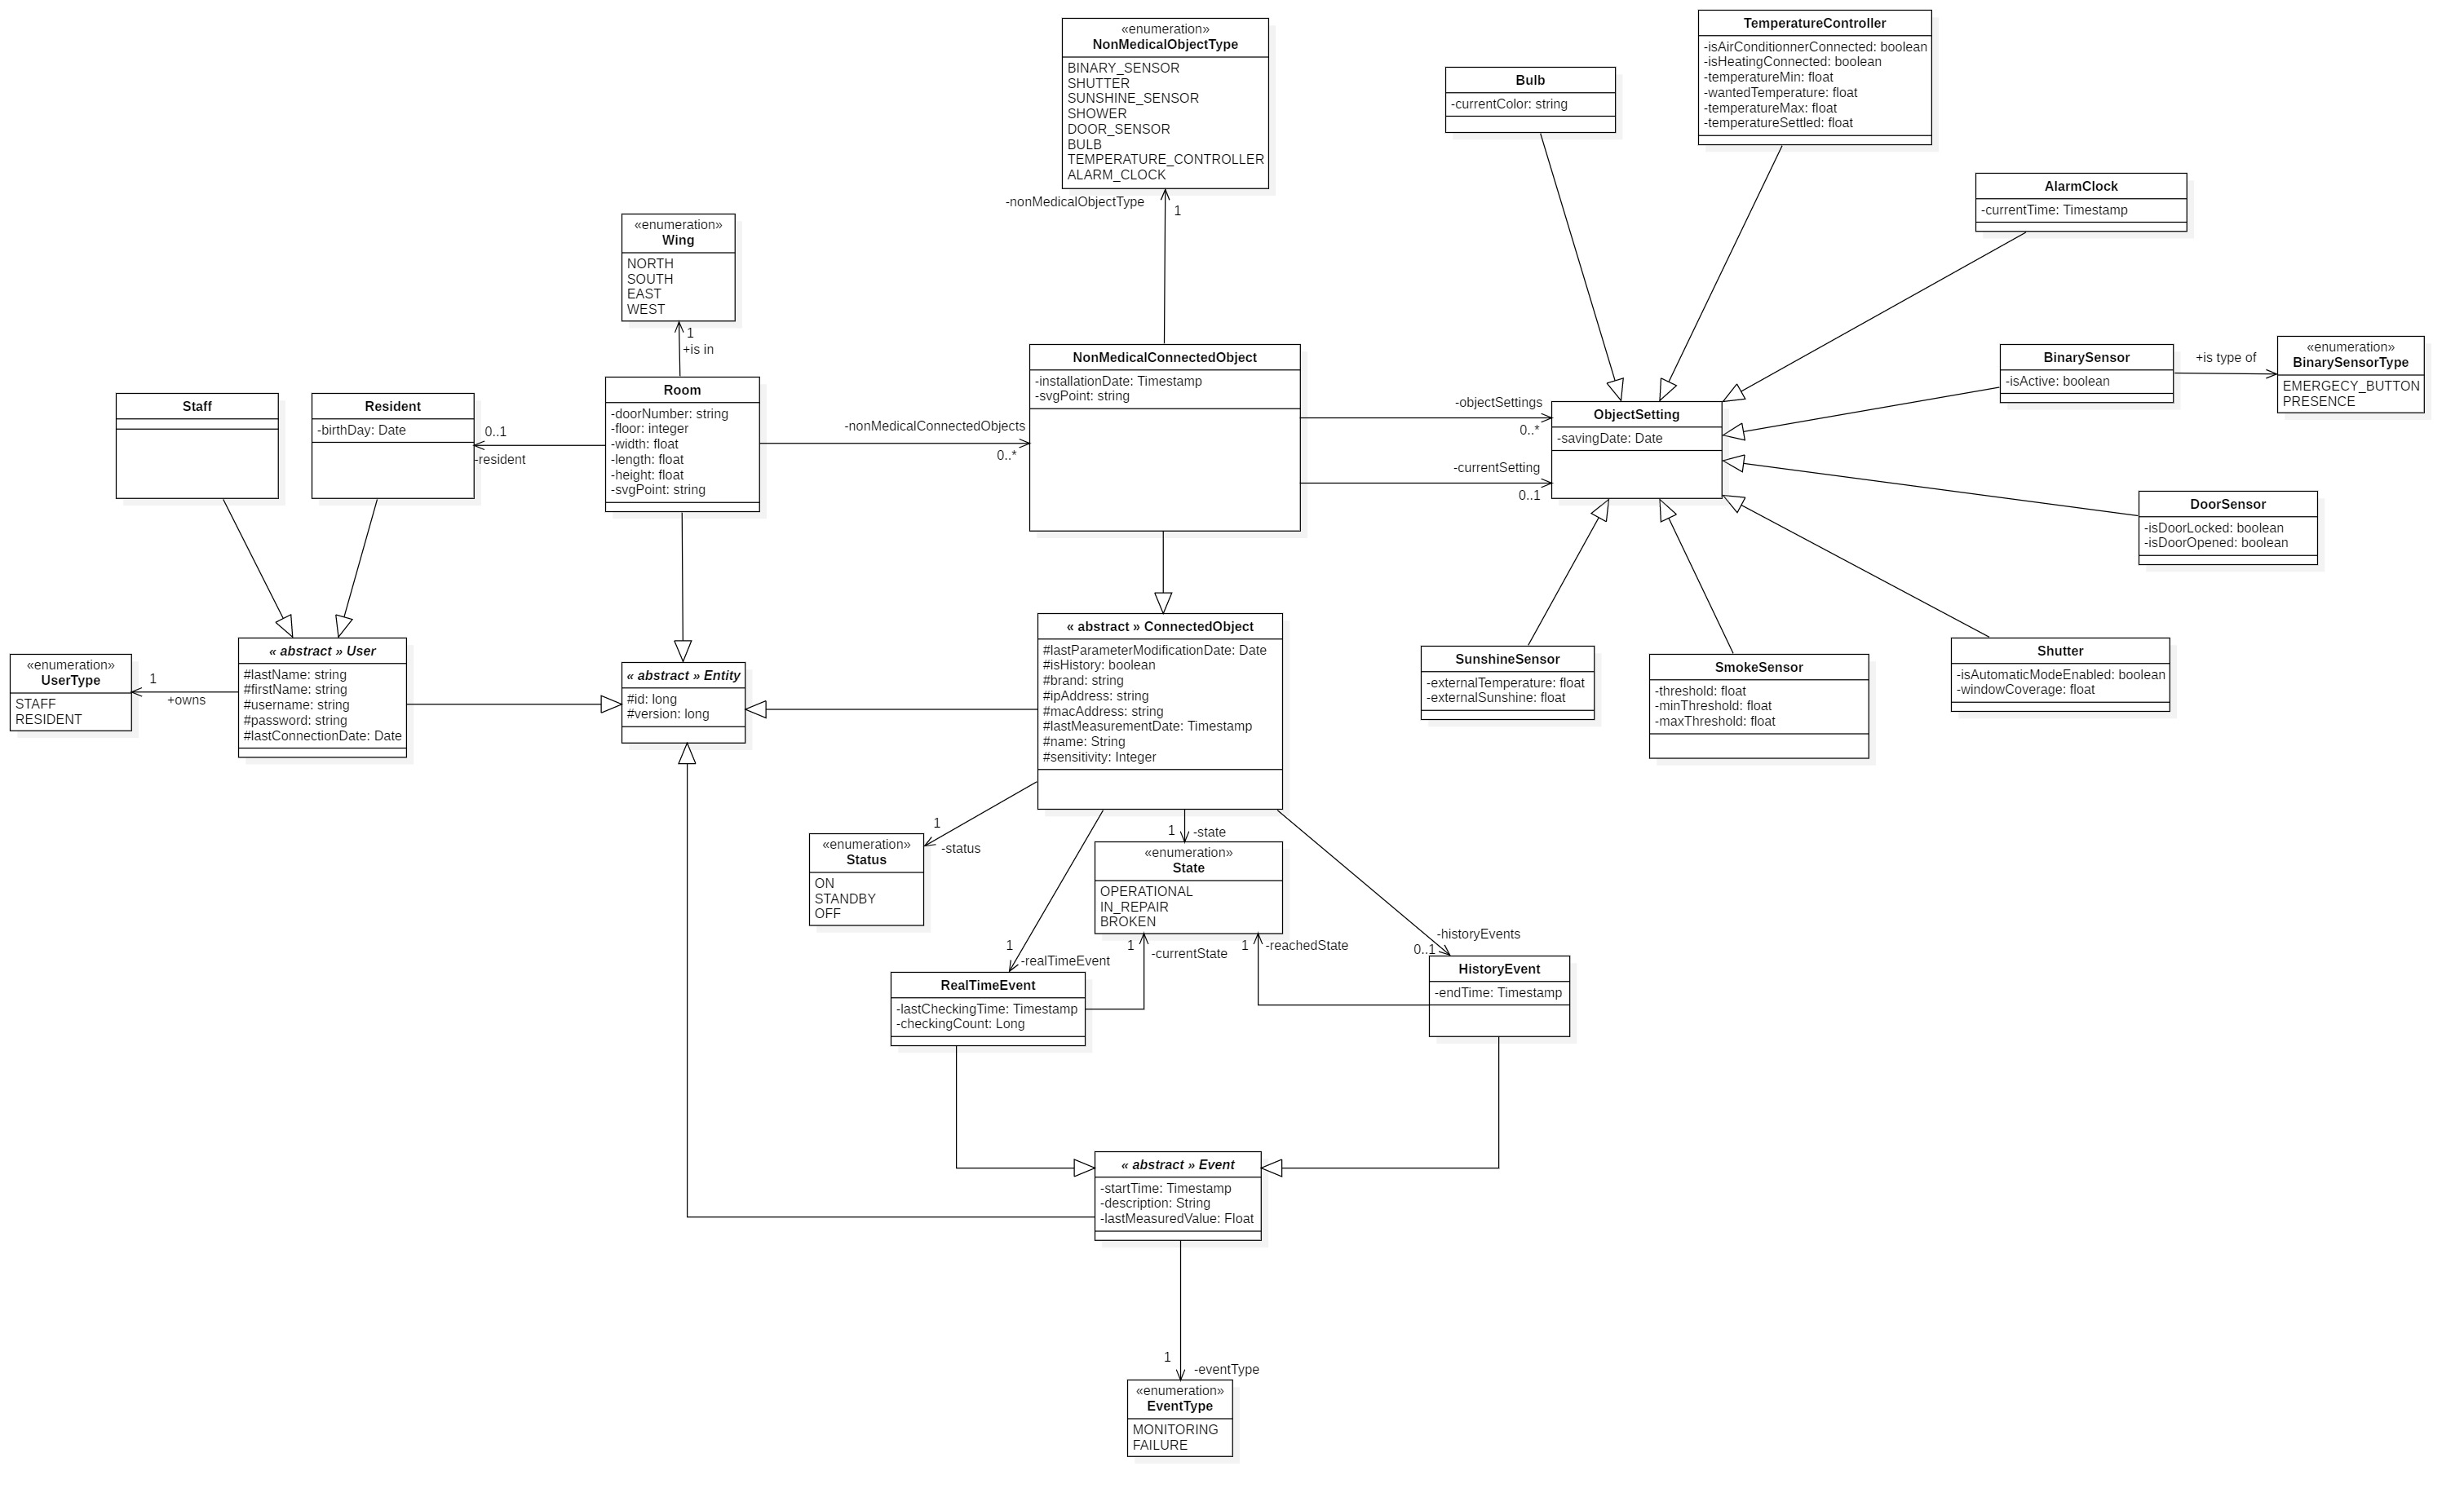 «enumeration»
NonMedicalObjectType
BINARY_SENSOR
SHUTTER
SUNSHINE_SENSOR
SHOWER
DOOR_SENSOR
BULB
TEMPERATURE_CONTROLLER
ALARM_CLOCK
-nonMedicalObjectType
1
Bulb
-currentColor: string
TemperatureController
-isAirConditionnerConnected: boolean
-isHeatingConnected: boolean
-temperatureMin: float
-wantedTemperature: float
-temperatureMax: float
-temperatureSettled: float
AlarmClock
-currentTime: Timestamp
«enumeration»
Wing
NORTH
SOUTH
EAST
WEST
1
+is in
Staff
Resident
-birthDay: Date
0..1
-resident
Room
-doorNumber: string
-floor: integer
-width: float
-length: float
-height: float
-svgPoint: string
-nonMedicalConnectedObjects
0..*
NonMedicalConnectedObject
-installationDate: Timestamp
-svgPoint: string
-objectSettings
0..*
-currentSetting
0..1
ObjectSetting
-savingDate: Date
BinarySensor
-isActive: boolean
+is type of
«enumeration»
BinarySensorType
EMERGECY_BUTTON
PRESENCE
DoorSensor
-isDoorLocked: boolean
-isDoorOpened: boolean
«enumeration»
UserType
STAFF
RESIDENT
1
+owns
« abstract » User
#lastName: string
#firstName: string
#username: string
#password: string
#lastConnectionDate: Date
« abstract » Entity
#id: long
#version: long
« abstract » ConnectedObject
#lastParameterModificationDate: Date
#isHistory: boolean
#brand: string
#ipAddress: string
#macAddress: string
#lastMeasurementDate: Timestamp
#name: String
#sensitivity: Integer
SunshineSensor
-externalTemperature: float
-externalSunshine: float
SmokeSensor
-threshold: float
-minThreshold: float
-maxThreshold: float
Shutter
-isAutomaticModeEnabled: boolean
-windowCoverage: float
1
-status
«enumeration»
Status
ON
STANDBY
OFF
1
-state
«enumeration»
State
OPERATIONAL
IN_REPAIR
BROKEN
1
-realTimeEvent
1
-currentState
1
-reachedState
-historyEvents
0..1
RealTimeEvent
-lastCheckingTime: Timestamp
-checkingCount: Long
HistoryEvent
-endTime: Timestamp
« abstract » Event
-startTime: Timestamp
-description: String
-lastMeasuredValue: Float
1
-eventType
«enumeration»
EventType
MONITORING
FAILURE